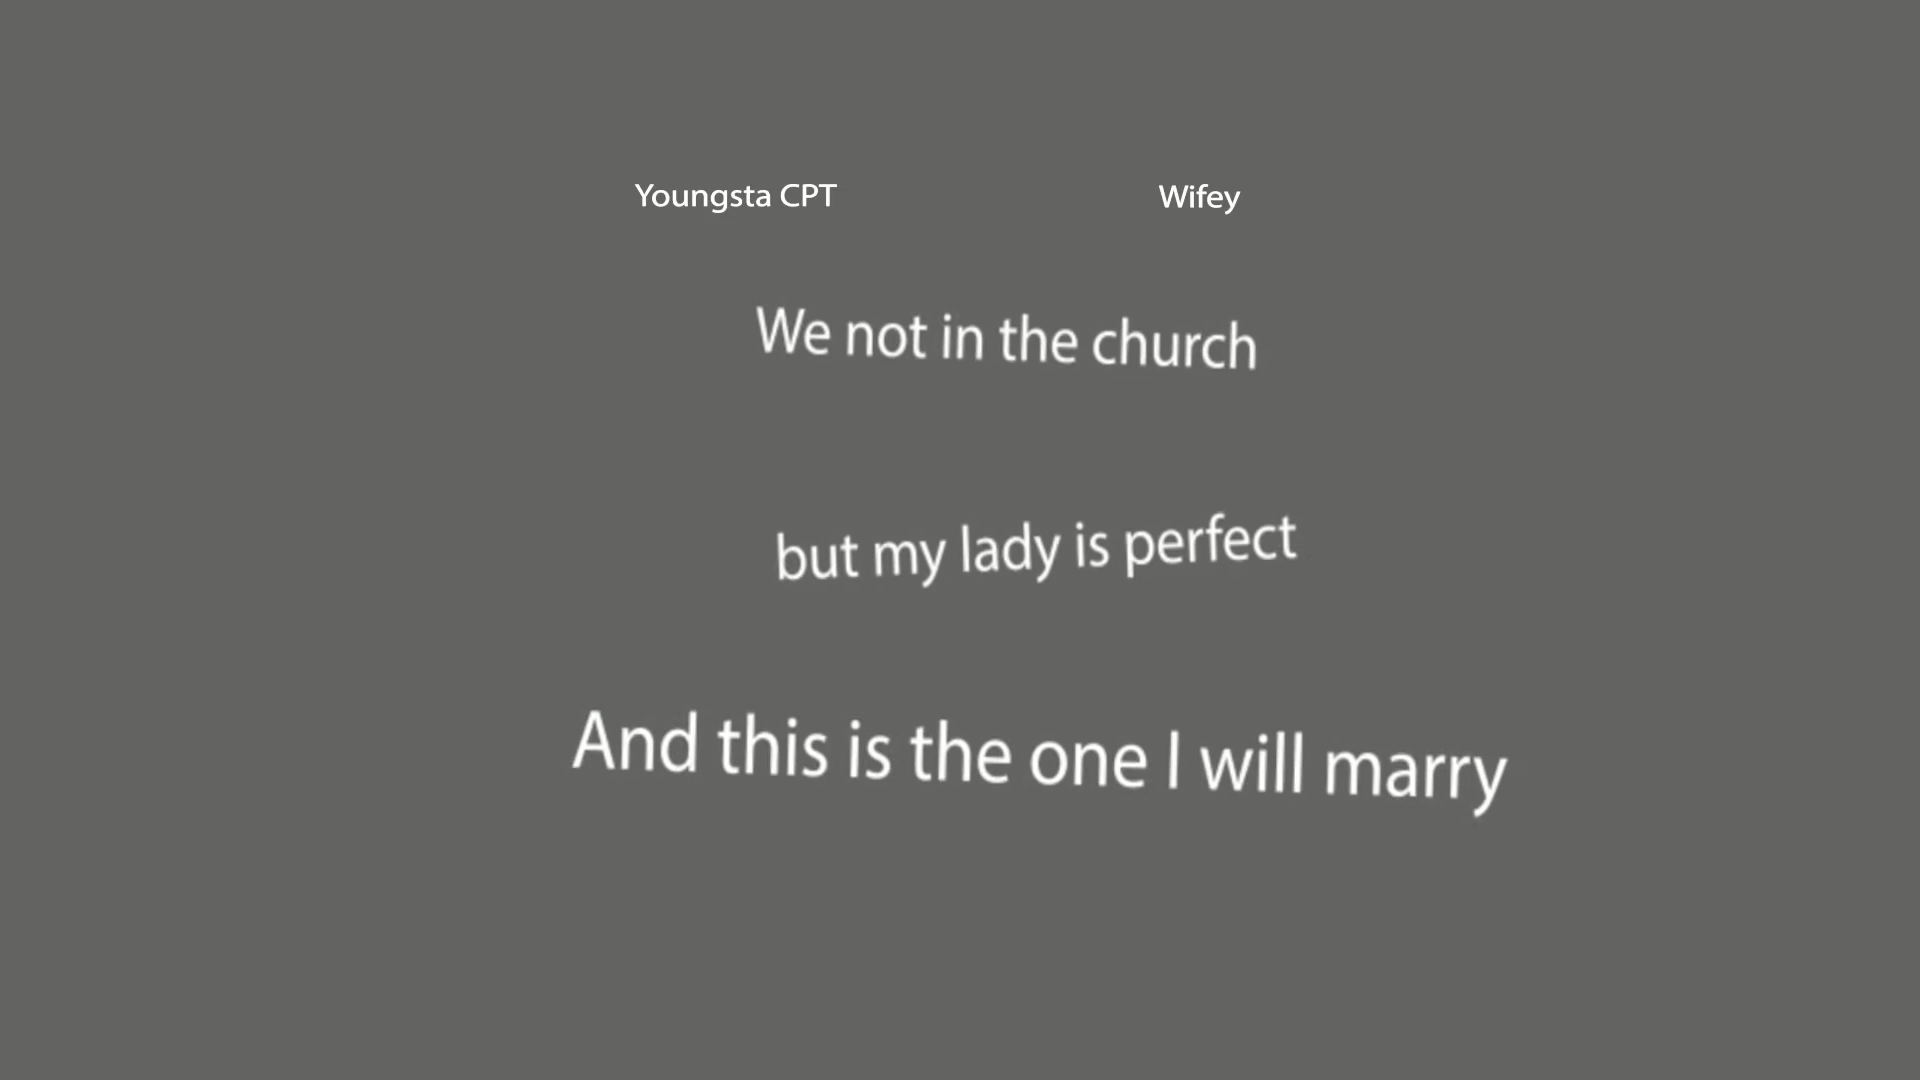 Youngsta CPT Wifey
We not in the church
but my lady is perfect
And this is the one I will marry